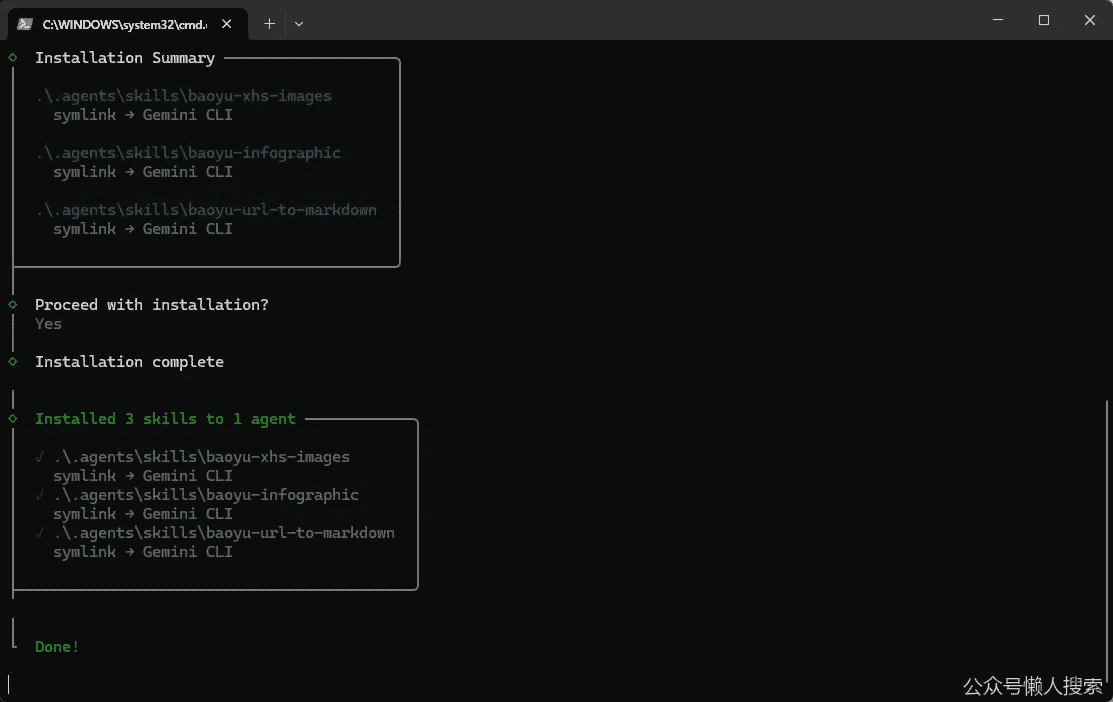 C:\WINDOWS\system32\cmd.
Installation Summary
.\.agents\skills\baoyu-xhs-images
symlink → Gemini CLI
.\.agents\skills\baoyu-infographic
symlink → Gemini CLI
.\.agents\skills\baoyu-url-to-markdown
symlink → Gemini CLI
Proceed with installation?
Yes
Installation complete
Installed 3 skills to 1 agent
✓ .\.agents\skills\baoyu-xhs-images
symlink → Gemini CLI
✓ .\.agents\skills\baoyu-infographic
symlink → Gemini CLI
✓ .\.agents\skills\baoyu-url-to-markdown
symlink → Gemini CLI
Done!
公众号懒人搜索